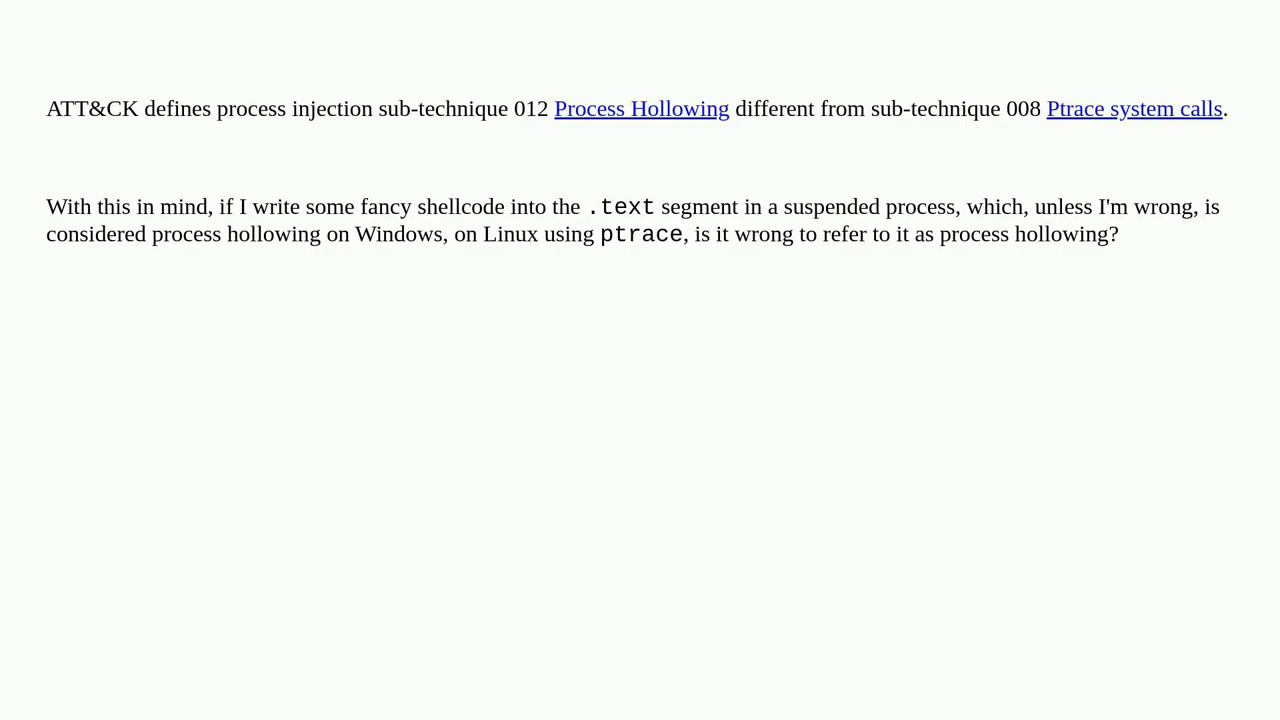 ATT&CK defines process injection sub-technique 012 Process Hollowing different from sub-technique 008 Ptrace system calls.
With this in mind, if I write some fancy shellcode into the .text segment in a suspended process, which, unless I'm wrong, is
considered process hollowing on Windows, on Linux using ptrace, is it wrong to refer to it as process hollowing?